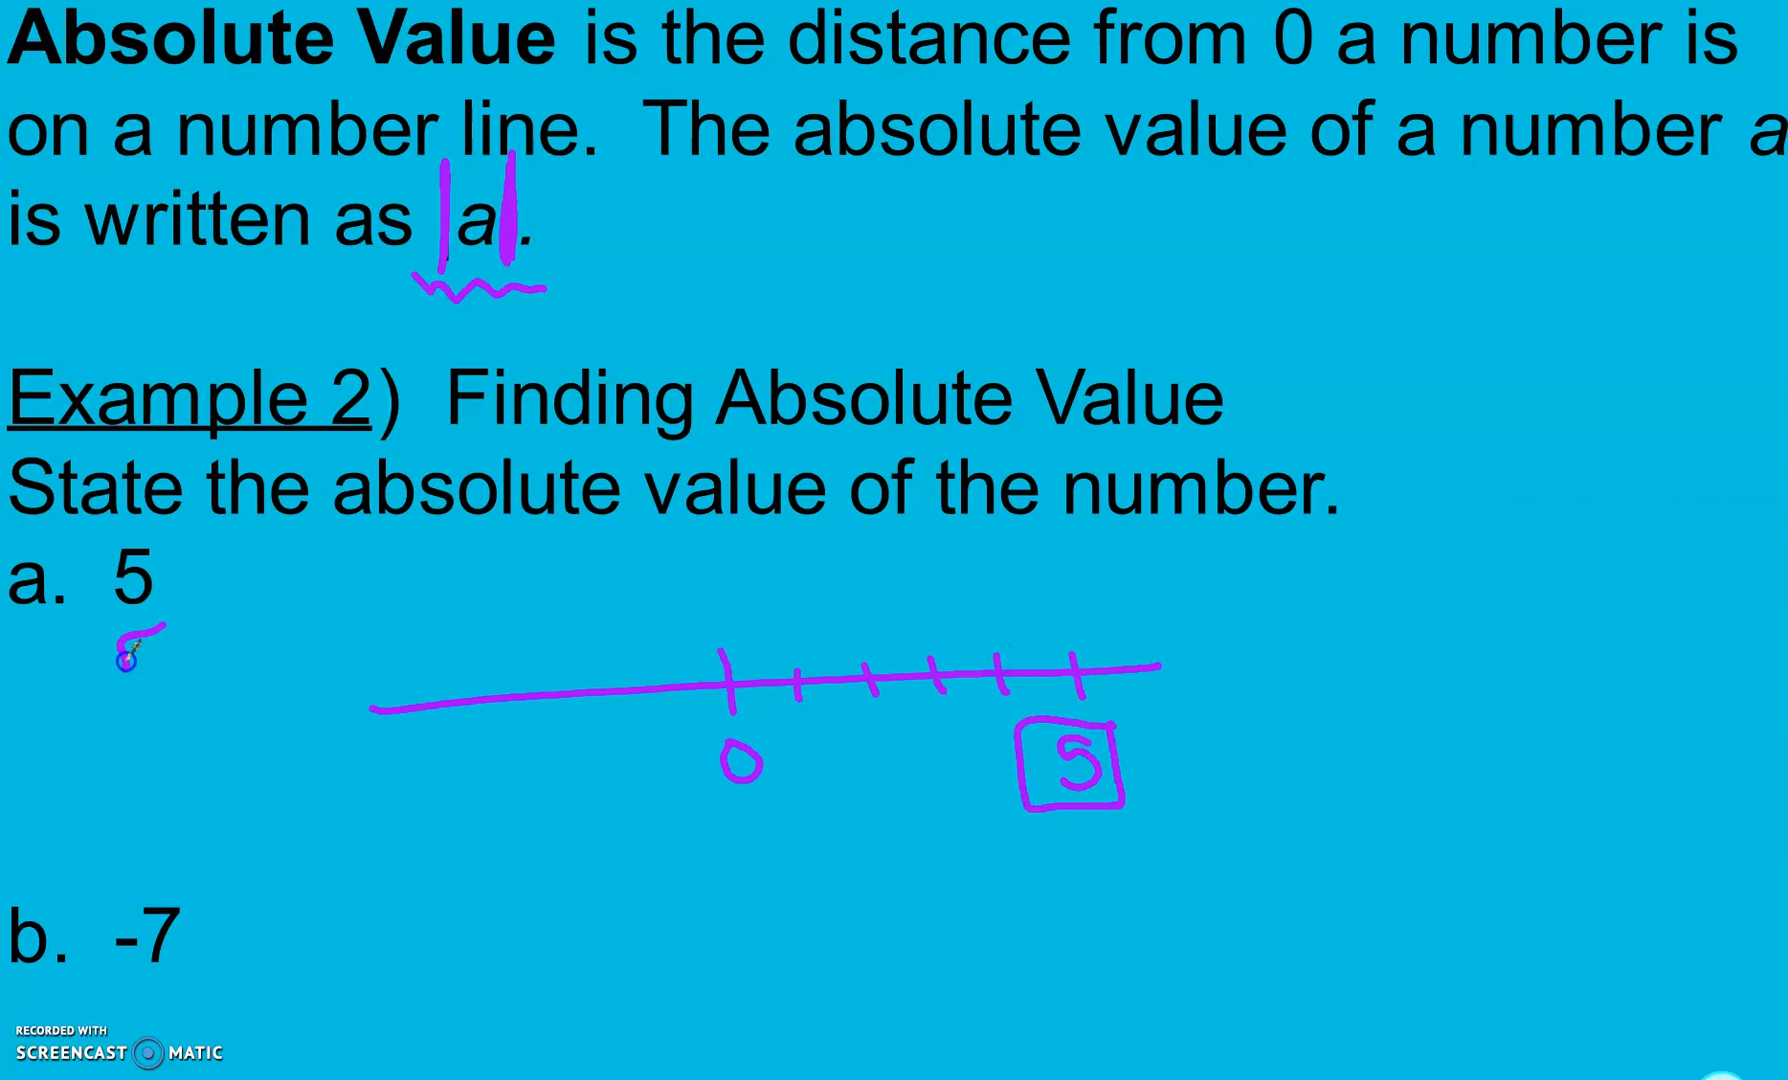 Absolute Value is the distance from 0 a number is
on a number line. The absolute value of a number a
is written as |a|.
Example 2) Finding Absolute Value
State the absolute value of the number.
a. 5
0 5
b. -7
RECORDED WITH
SCREENCAST MATIC